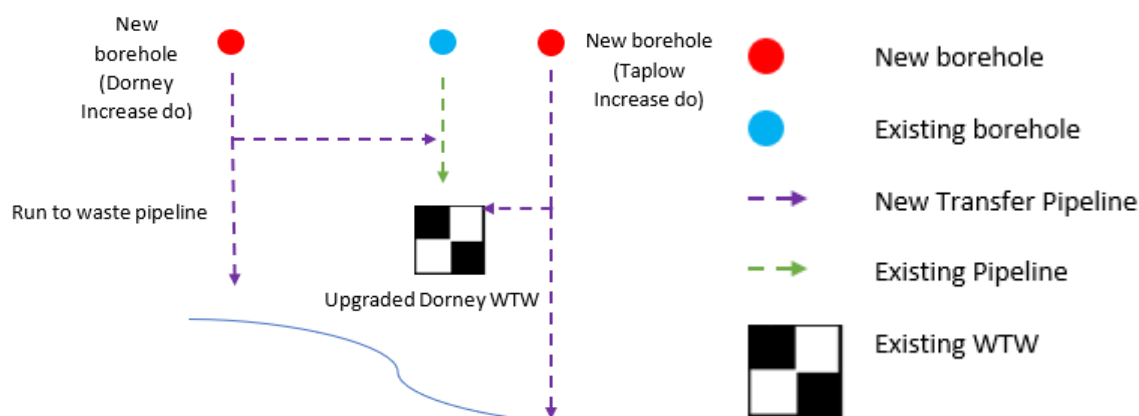 New
borehole
(Dorney
Increase do)
New borehole
(Taplow
Increase do)
Run to waste pipeline
Upgraded Dorney WTW
New borehole
Existing borehole
New Transfer Pipeline
Existing Pipeline
Existing WTW